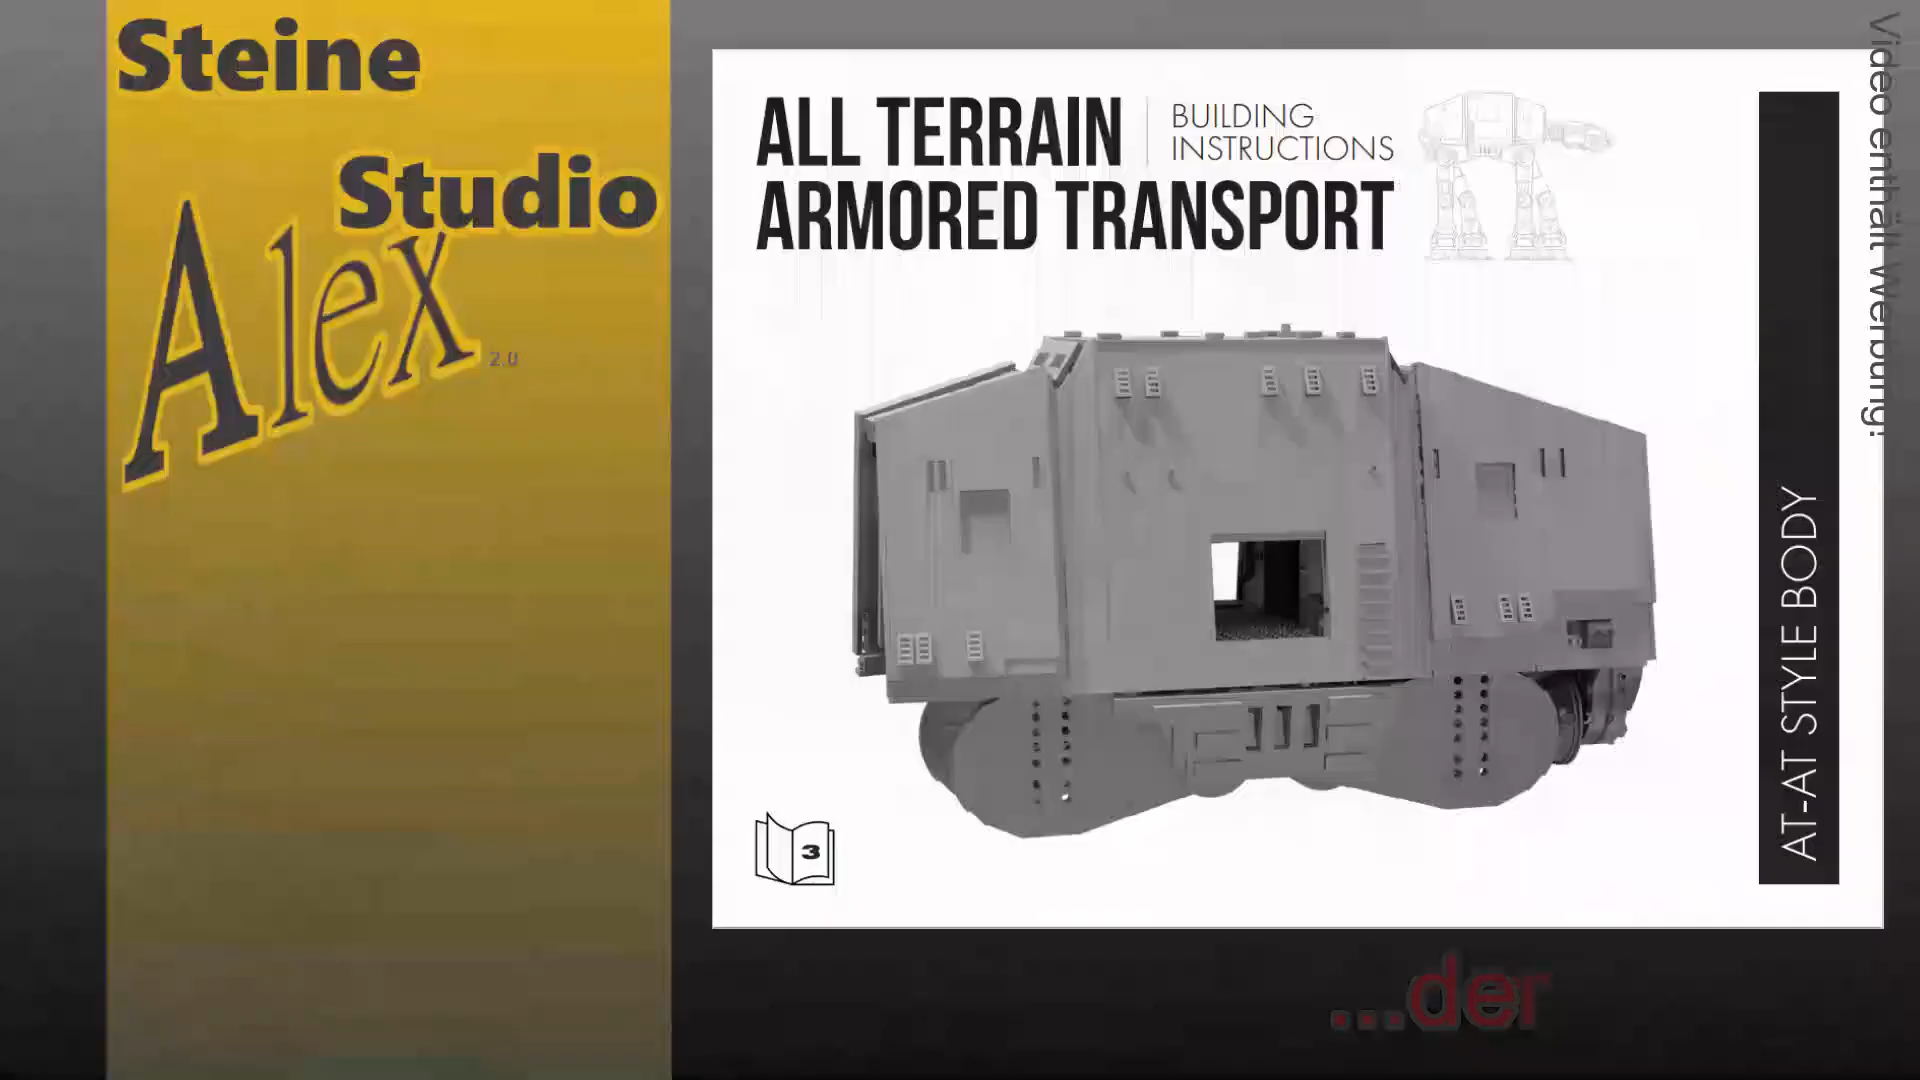 Steine
Studio
Alex
2.0
ALL TERRAIN
ARMORED TRANSPORT
BUILDING
INSTRUCTIONS
3
AT-AT STYLE BODY
Video enthält Werbung!
...der